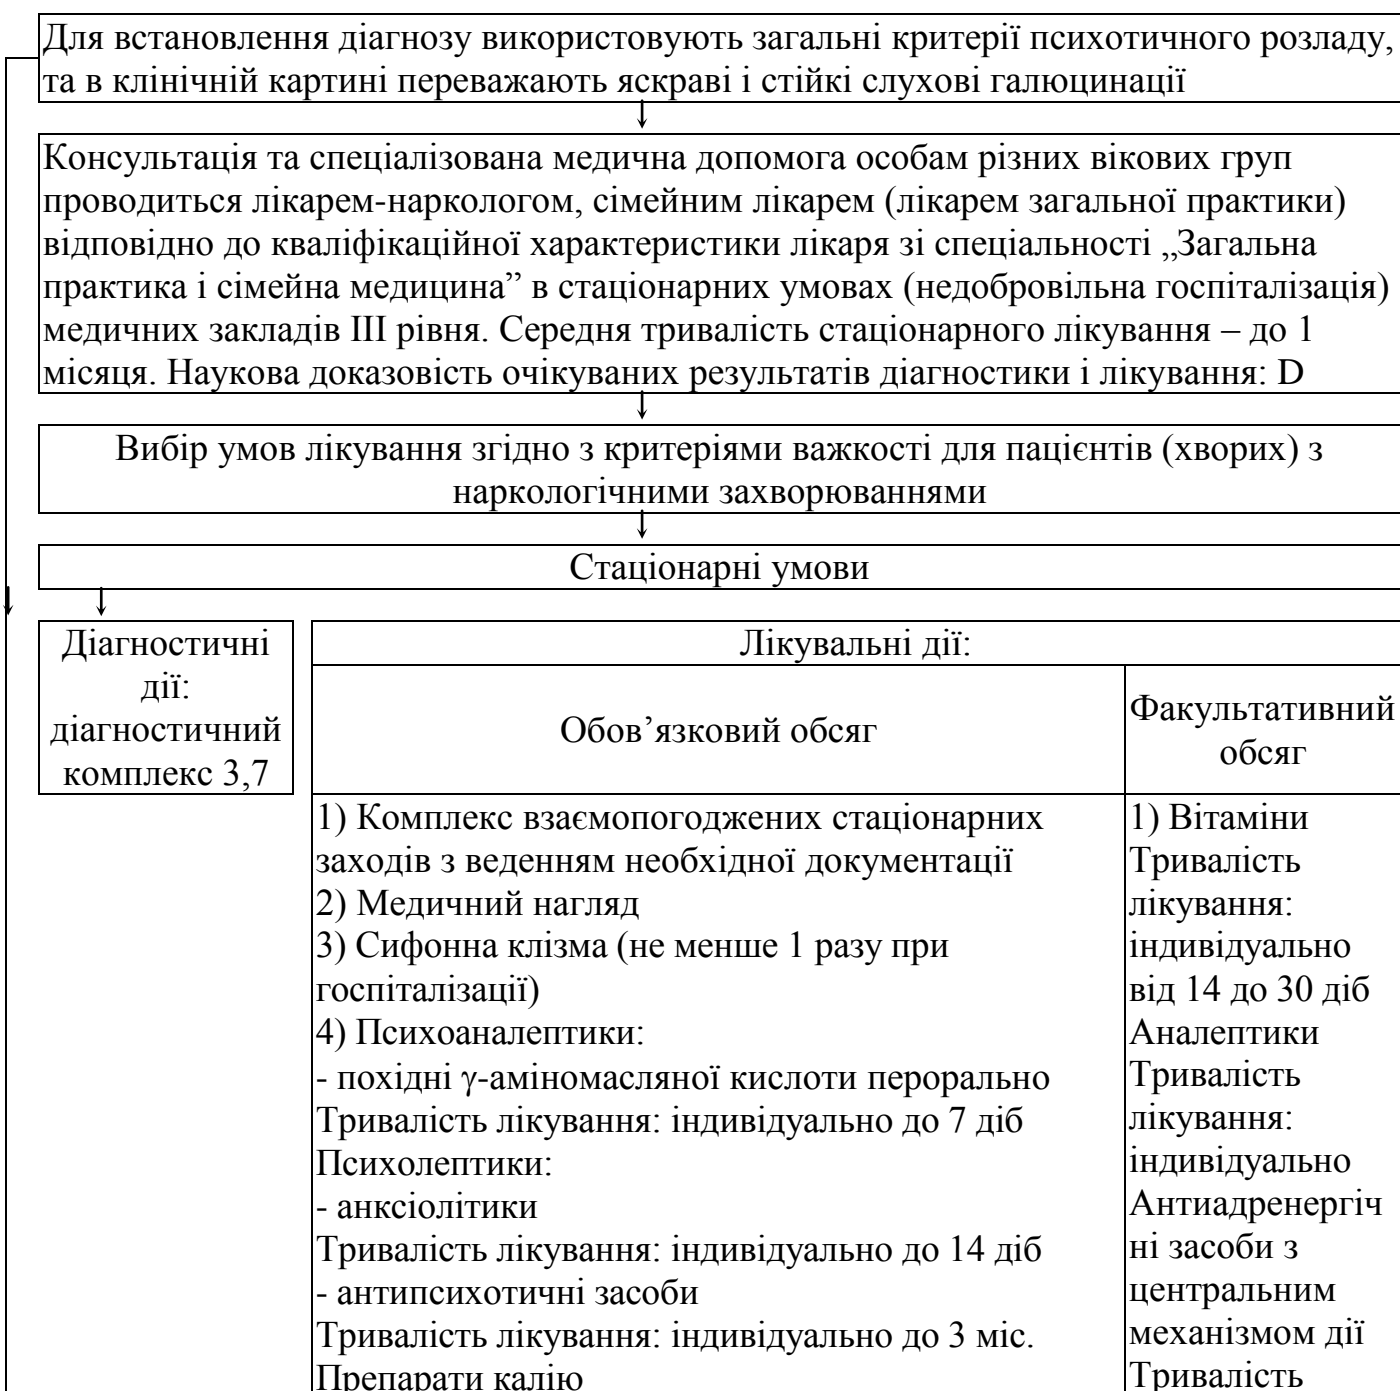 Для встановлення діагнозу використовують загальні критерії психотичного розладу,
та в клінічній картині переважають яскраві і стійкі слухові галюцинації
Консультація та спеціалізована медична допомога особам різних вікових груп
проводиться лікарем-наркологом, сімейним лікарем (лікарем загальної практики)
відповідно до кваліфікаційної характеристики лікаря зі спеціальності „Загальна
практика і сімейна медицина” в стаціонарних умовах (недобровільна госпіталізація)
медичних закладів III рівня. Середня тривалість стаціонарного лікування – до 1
місяця. Наукова доказовість очікуваних результатів діагностики і лікування: D
Вибір умов лікування згідно з критеріями важкості для пацієнтів (хворих) з
наркологічними захворюваннями
Стаціонарні умови
Діагностичні
дії:
діагностичний
комплекс 3,7
Лікувальні дії:
Обов’язковий обсяг
1) Комплекс взаємопогоджених стаціонарних
заходів з веденням необхідної документації
2) Медичний нагляд
3) Сифонна клізма (не менше 1 разу при
госпіталізації)
4) Психоаналептики:
- похідні γ-аміномасляної кислоти перорально
Тривалість лікування: індивідуально до 7 діб
Психолептики:
- анксіолітики
Тривалість лікування: індивідуально до 14 діб
- антипсихотичні засоби
Тривалість лікування: індивідуально до 3 міс.
Препарати калію
Факультативний
обсяг
1) Вітаміни
Тривалість
лікування:
індивідуально
від 14 до 30 діб
Аналептики
Тривалість
лікування:
індивідуально
Антиадренергіч
ні засоби з
центральним
механізмом дії
Тривалість